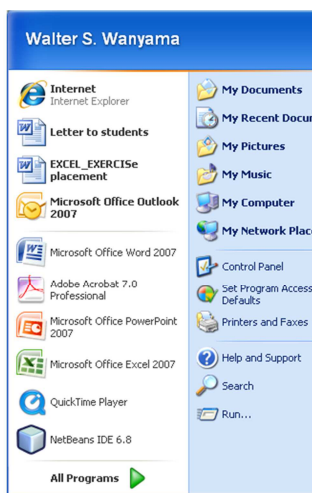 Walter S. Wanyama
Internet
Internet Explorer
Letter to students
EXCEL_EXERCISe
placement
Microsoft Office Outlook
2007
Microsoft Office Word 2007
Adobe Acrobat 7.0
Professional
Microsoft Office PowerPoint
2007
Microsoft Office Excel 2007
QuickTime Player
NetBeans IDE 6.8
All Programs
My Documents
My Recent Docu
My Pictures
My Music
My Computer
My Network Plac
Control Panel
Set Program Access
Defaults
Printers and Faxes
Help and Support
Search
Run...